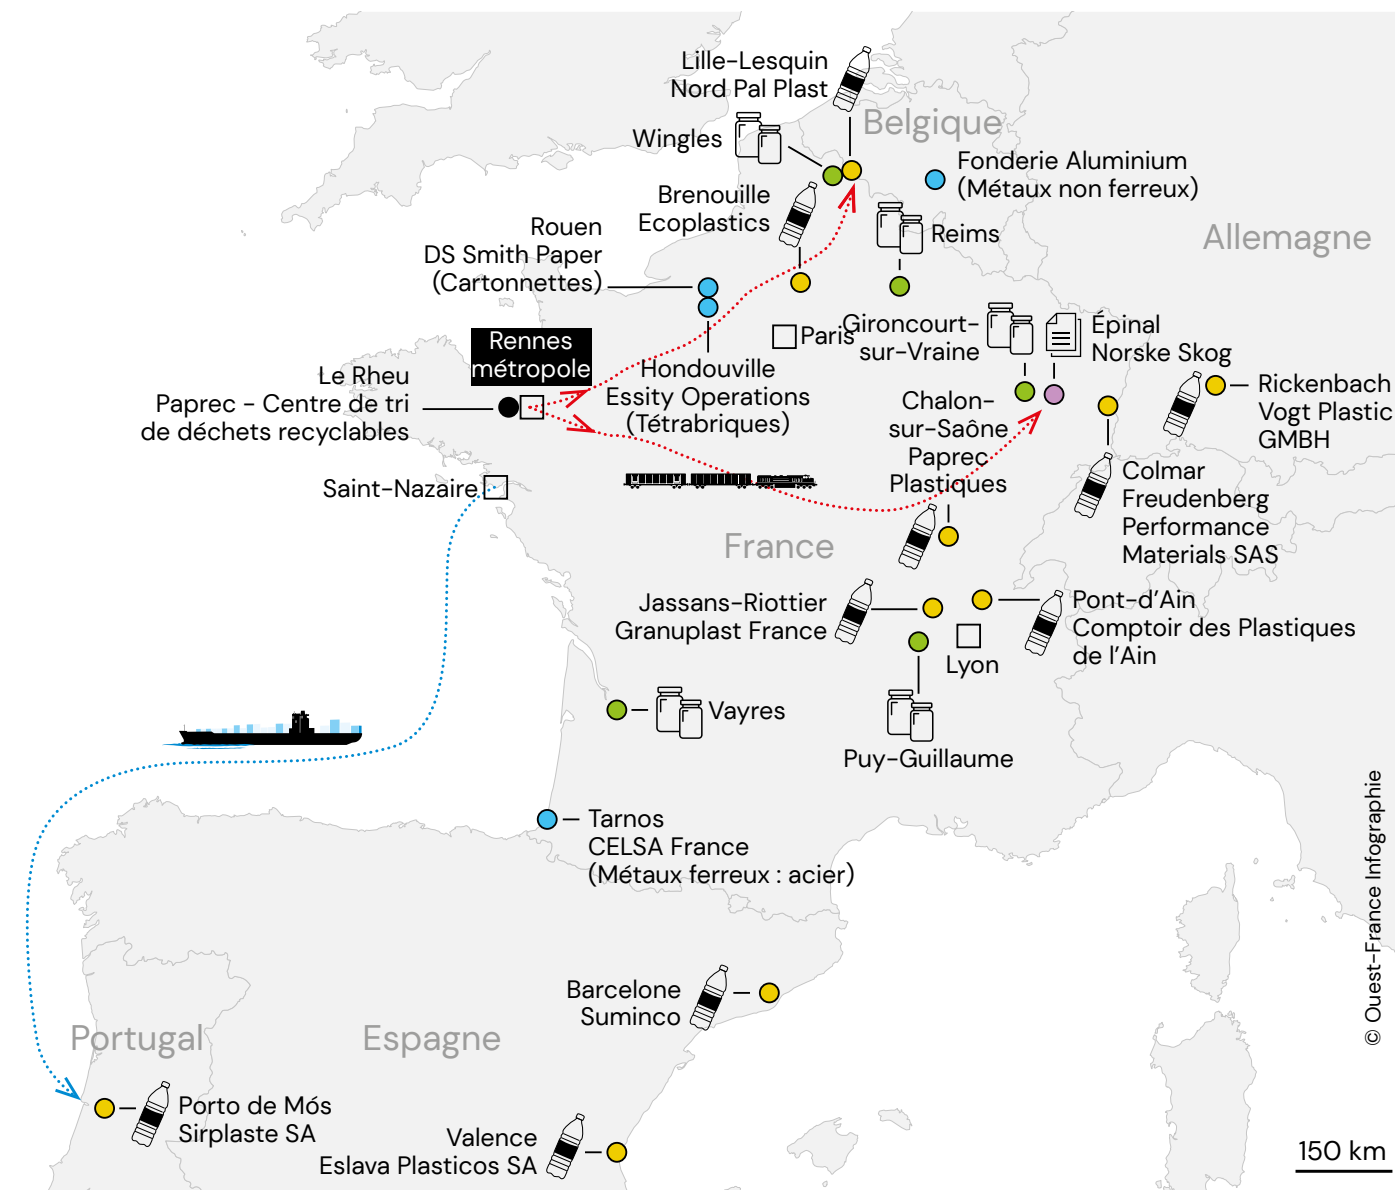 Lille-Lesquin
Nord Pal Plast
Belgique
Wingles
Fonderie Aluminium
(Métaux non ferreux)
Brenouille
Ecoplastics
Rouen
DS Smith Paper
(Cartonnettes)
Reims
Allemagne
Gironcourt-
sur-Vraine
Épinal
Norske Skog
Paris
Rennes
métropole
Hondouville
Essity Operations
(Tétrabriques)
Le Rheu
Paprec - Centre de tri
de déchets recyclables
Chalon-
sur-Saône
Paprec
Plastiques
Rickenbach
Vogt Plastic
GMBH
Colmar
Freudenberg
Performance
Materials SAS
Saint-Nazaire
France
Jassans-Riottier
Granuplast France
Pont-d'Ain
Comptoir des Plastiques
de l'Ain
Lyon
Vayres
Puy-Guillaume
Tarnos
CELSA France
(Métaux ferreux : acier)
Barcelone
Suminco
Portugal
Espagne
Porto de Mós
Sirplaste SA
Valence
Eslava Plasticos SA
150 km
© Ouest-France Infographie